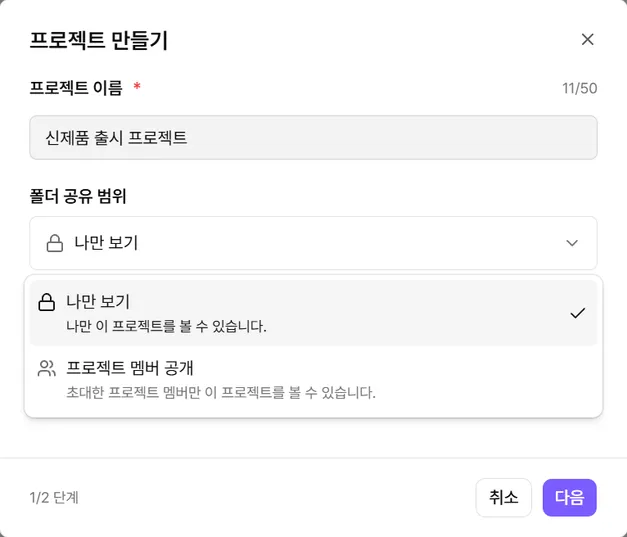 프로젝트 만들기
프로젝트 이름 * 11/50
신제품 출시 프로젝트
폴더 공유 범위
나만 보기
나만 보기
나만 이 프로젝트를 볼 수 있습니다.
프로젝트 멤버 공개
초대한 프로젝트 멤버만 이 프로젝트를 볼 수 있습니다.
1/2 단계 취소 다음